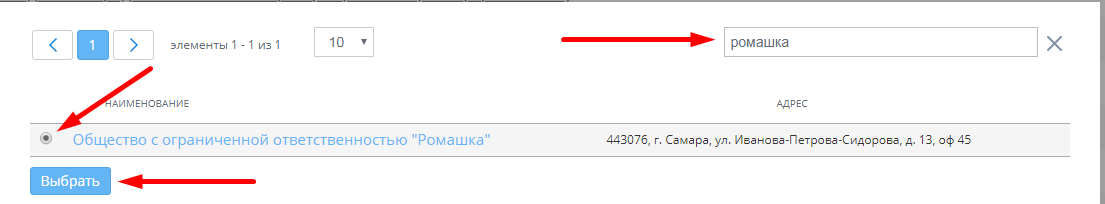 1 элементы 1 - 1 из 1 10 ромашка
НАИМЕНОВАНИЕ АДРЕС
Общество с ограниченной ответственностью "Ромашка" 443076, г. Самара, ул. Иванова-Петрова-Сидорова, д. 13, оф 45
Выбрать